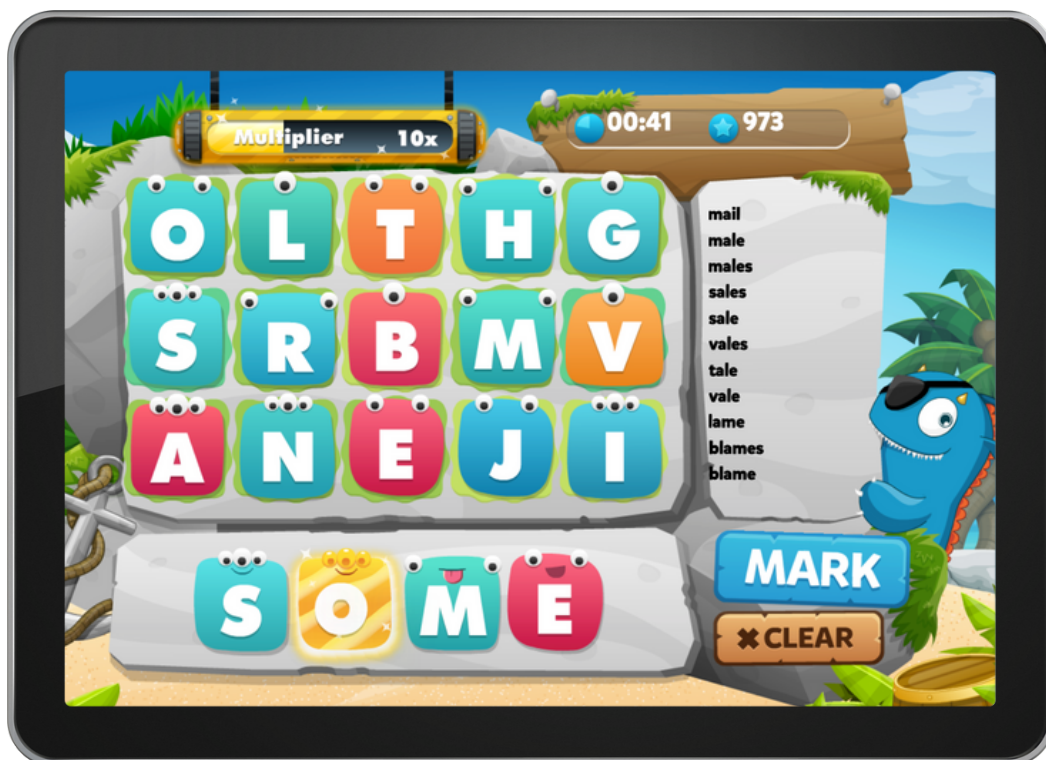 Multiplier 10x
00:41 973
O L T H G
S R B M V
A N E J I
mail
male
males
sales
sale
vales
tale
vale
lame
blames
blame
S O M E
MARK
✖ CLEAR